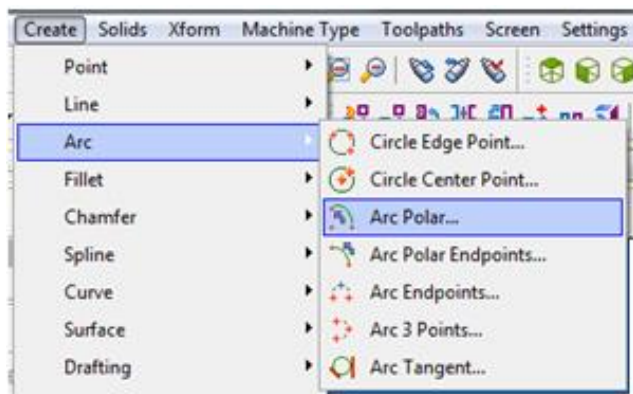 Create Solids Xform Machine Type Toolpaths Screen Settings
Point
Line
Arc
Fillet
Chamfer
Spline
Curve
Surface
Drafting
Circle Edge Point...
Circle Center Point...
Arc Polar...
Arc Polar Endpoints...
Arc Endpoints...
Arc 3 Points...
Arc Tangent...